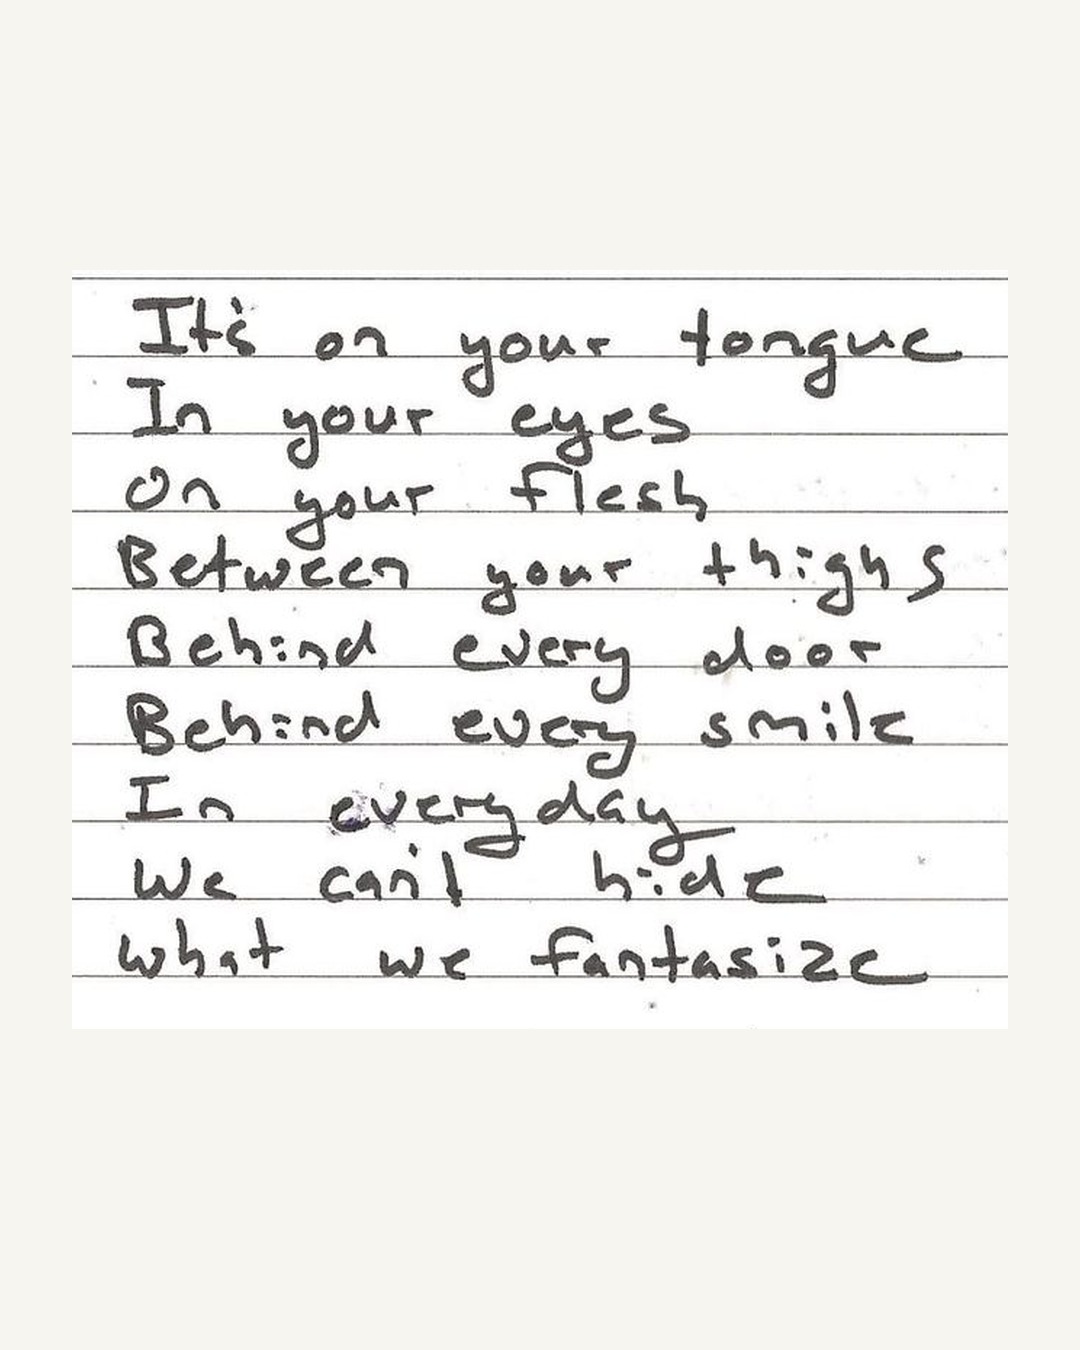 It's on your tongue
In your eyes
On your flesh
Between your thighs
Behind every door
Behind every smile
In everyday
We can't hide
what we fantasize